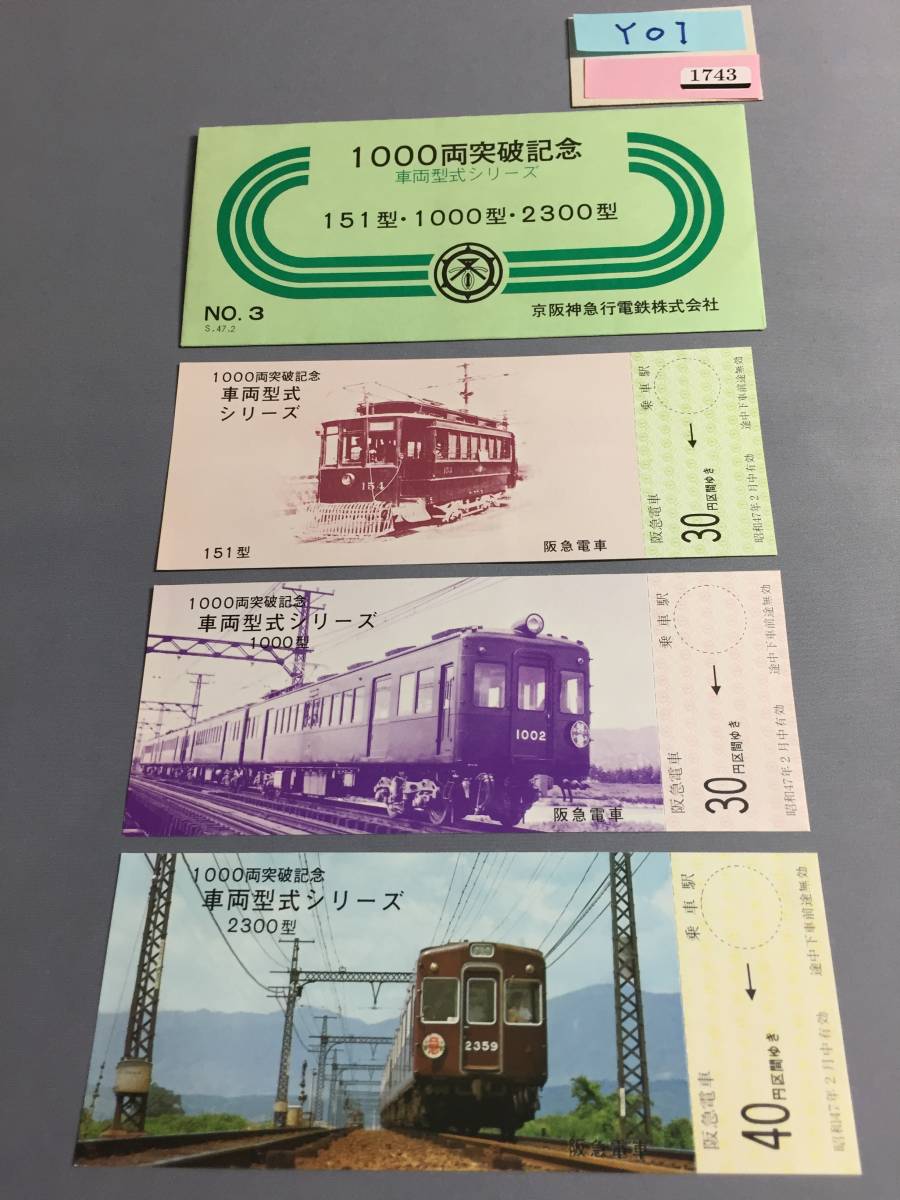 YO7
1743
1000両突破記念
車両型式シリーズ
151型・1000型・2300型
NO. 3
S.47.2
京阪神急行電鉄株式会社
1000両突破記念
車両型式
シリーズ
154
153
151型
阪急電車
乗車駅
阪急電車
30円区間ゆき
途中下車前途無効
昭和47年2月中有効
1000両突破記念
車両型式シリーズ
1000型
1002
阪急電車
乗車駅
阪急電車
30円区間ゆき
途中下車前途無効
昭和47年2月中有効
1000両突破記念
車両型式シリーズ
2300型
2359
阪急電車
乗車駅
阪急電車
40円区間ゆき
途中下車前途無効
昭和47年2月中有効